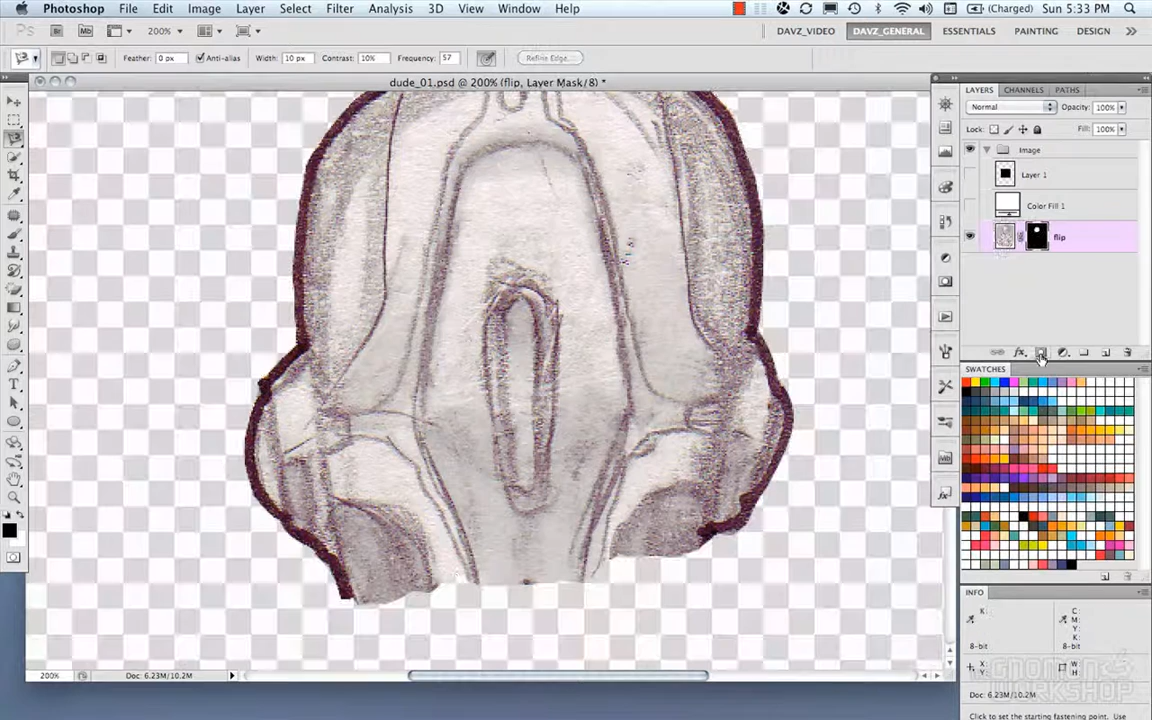 Photoshop File Edit Image Layer Select Filter Analysis 3D View Window Help (Charged) Sun 5:33 PM
Ps Br Mb 200% DAVZ_VIDEO DAVZ_GENERAL ESSENTIALS PAINTING DESIGN
Feather: 0 px Anti-alias Width: 10 px Contrast: 10% Frequency: 57 Refine Edge...
dude_01.psd @ 200% (flip, Layer Mask/8) *
LAYERS CHANNELS PATHS
Normal Opacity: 100%
Lock: Fill: 100%
Image
Layer 1
Color Fill 1
flip
fx
SWATCHES
INFO
K: C:
M:
Y:
K:
8-bit 8-bit
X: W
Y: H
GNOMON
WORKSHOP
Doc: 6.23M/10.2M
Click to set the starting fastening point. Use
200% Doc: 6.23M/10.2M